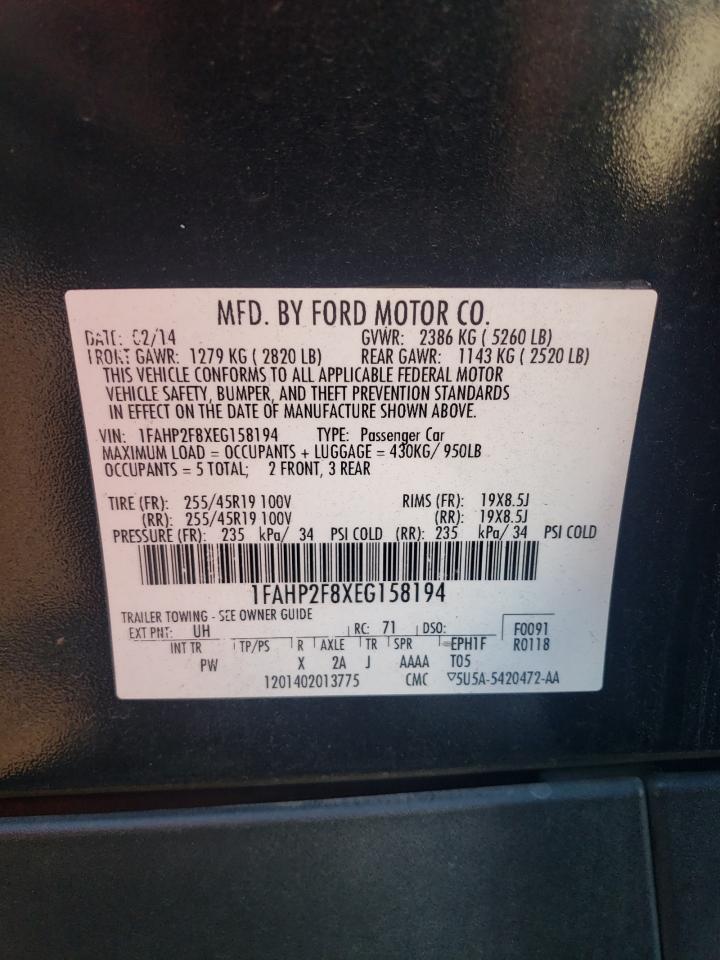 MFD. BY FORD MOTOR CO.
DATE: 02/14 GVWR: 2386 KG ( 5260 LB)
FRONT GAWR: 1279 KG ( 2820 LB) REAR GAWR: 1143 KG ( 2520 LB)
THIS VEHICLE CONFORMS TO ALL APPLICABLE FEDERAL MOTOR
VEHICLE SAFETY, BUMPER, AND THEFT PREVENTION STANDARDS
IN EFFECT ON THE DATE OF MANUFACTURE SHOWN ABOVE.
VIN: 1FAHP2F8XEG158194 TYPE: Passenger Car
MAXIMUM LOAD = OCCUPANTS + LUGGAGE = 430KG/ 950LB
OCCUPANTS = 5 TOTAL; 2 FRONT, 3 REAR
TIRE (FR): 255/45R19 100V RIMS (FR): 19X8.5J
(RR): 255/45R19 100V (RR): 19X8.5J
PRESSURE (FR): 235 kPa/ 34 PSI COLD (RR): 235 kPa/ 34 PSI COLD
1FAHP2F8XEG158194
TRAILER TOWING - SEE OWNER GUIDE
EXT PNT: UH RC: 71 DSO: F0091
INT TR TP/PS R AXLE TR SPR EPH1F R0118
PW X 2A J AAAA T05
1201402013775 CMC ▽5U5A-5420472-AA